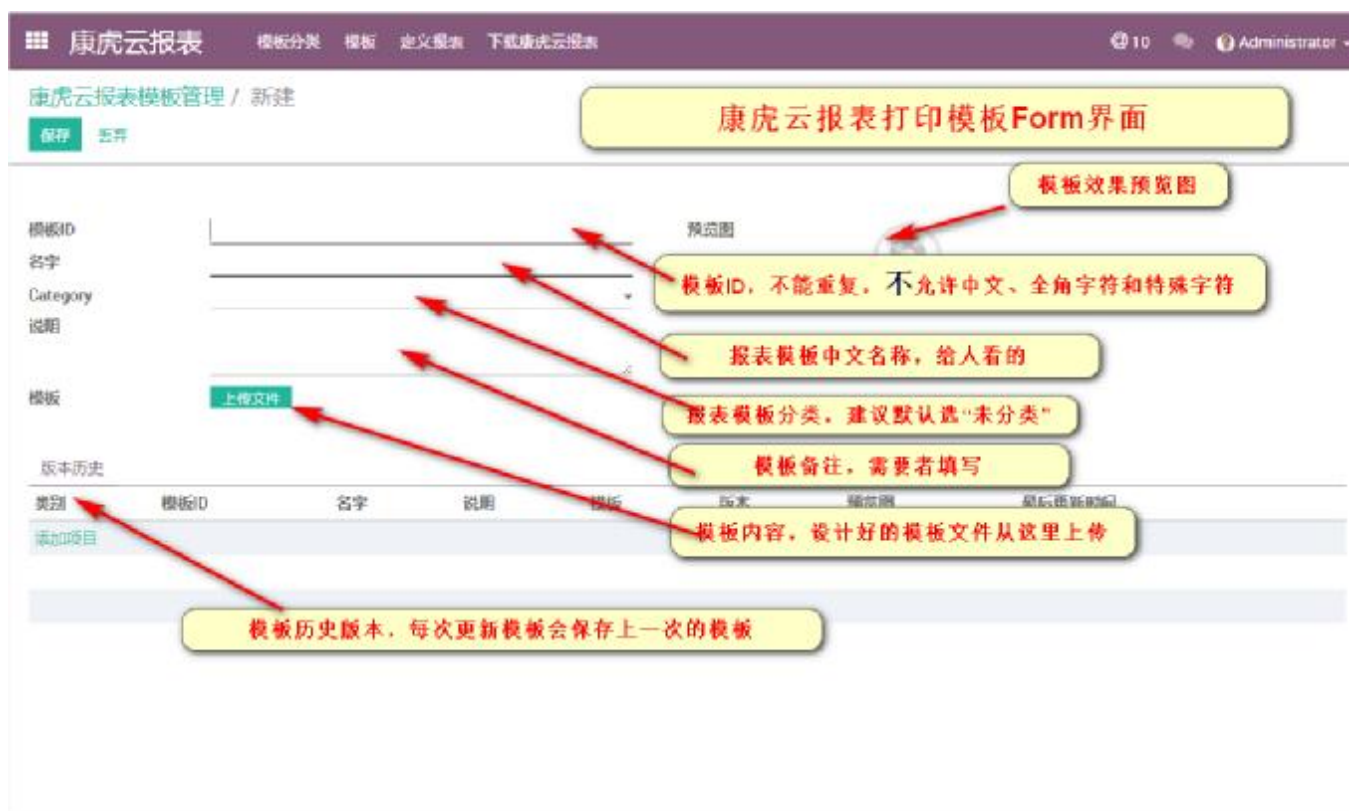 康虎云报表 模板分类 模板 定义报表 下载康虎云报表 10 Administrator
康虎云报表模板管理 / 新建
康虎云报表打印模板Form界面
保存 丢弃
模板效果预览图
模板ID
预览图
名字
模板ID，不能重复，不允许中文、全角字符和特殊字符
Category
说明
报表模板中文名称，给人看的
模板 上传文件
报表模板分类，建议默认选“未分类”
版本历史
模板备注，需要者填写
类别 模板ID 名字 说明 模板 版本 预览图 最后更新时间
添加项目
模板内容，设计好的模板文件从这里上传
模板历史版本，每次更新模板会保存上一次的模板